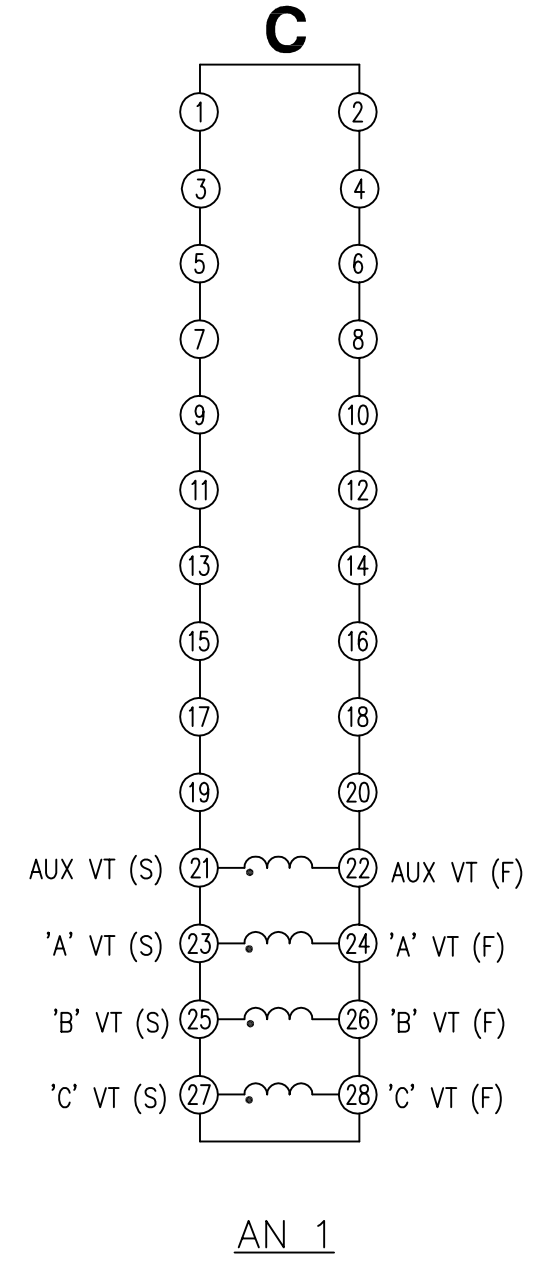 C
1 2
3 4
5 6
7 8
9 10
11 12
13 14
15 16
17 18
19 20
AUX VT (S) 21 22 AUX VT (F)
'A' VT (S) 23 24 'A' VT (F)
'B' VT (S) 25 26 'B' VT (F)
'C' VT (S) 27 28 'C' VT (F)
AN 1